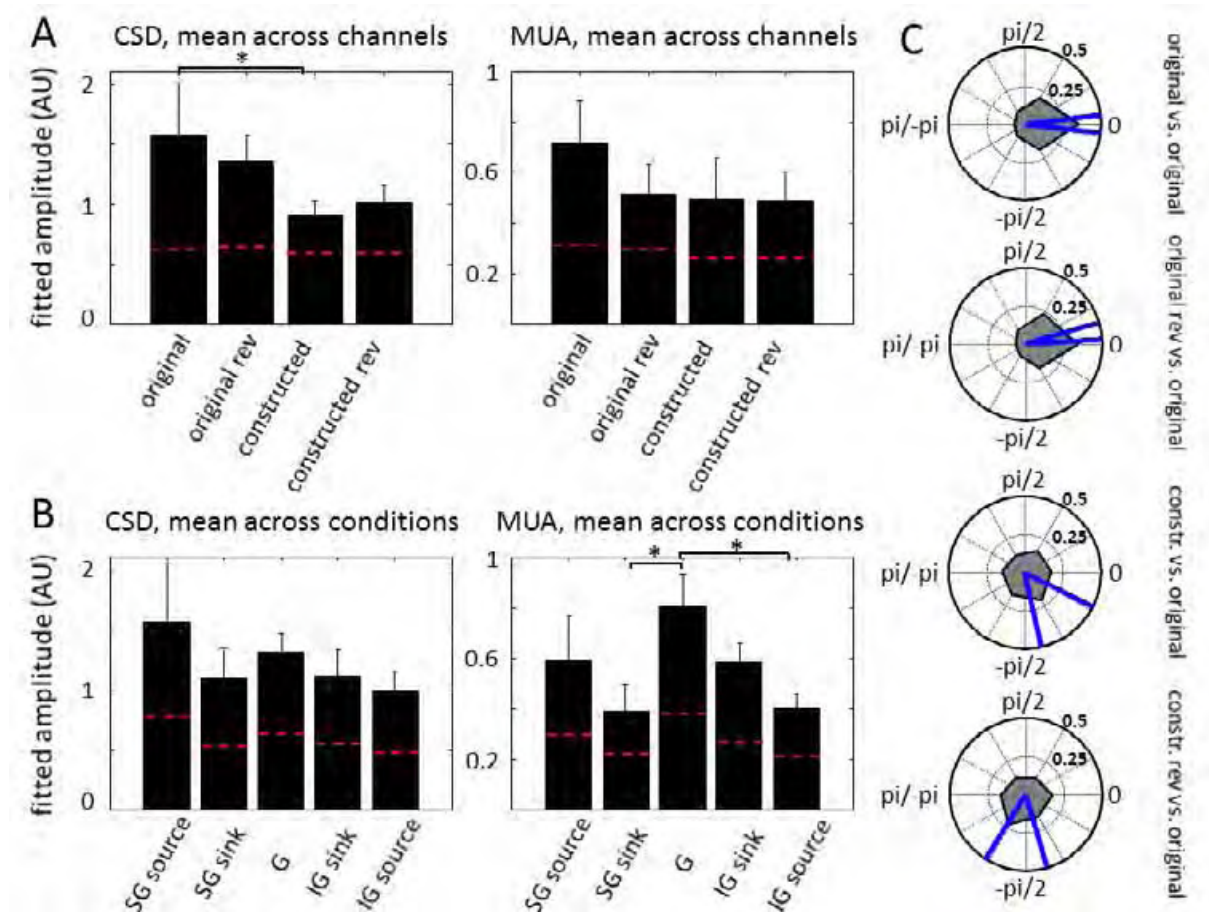 A
CSD, mean across channels
MUA, mean across channels
C
fitted amplitude (AU)
2
1
0
*
original
original rev
constructed
constructed rev
1
0.6
0.2
original
original rev
constructed
constructed rev
pi/2
0.5
0.25
pi/-pi
0
-pi/2
original vs. original
pi/2
0.5
0.25
pi/-pi
0
-pi/2
original rev vs. original
B
CSD, mean across conditions
MUA, mean across conditions
fitted amplitude (AU)
2
1
0
SG source
SG sink
G
IG sink
IG source
1
0.6
0.2
*
*
SG source
SG sink
G
IG sink
IG source
pi/2
0.5
0.25
pi/-pi
0
-pi/2
constr. vs. original
pi/2
0.5
0.25
pi/-pi
0
-pi/2
constr. rev vs. original